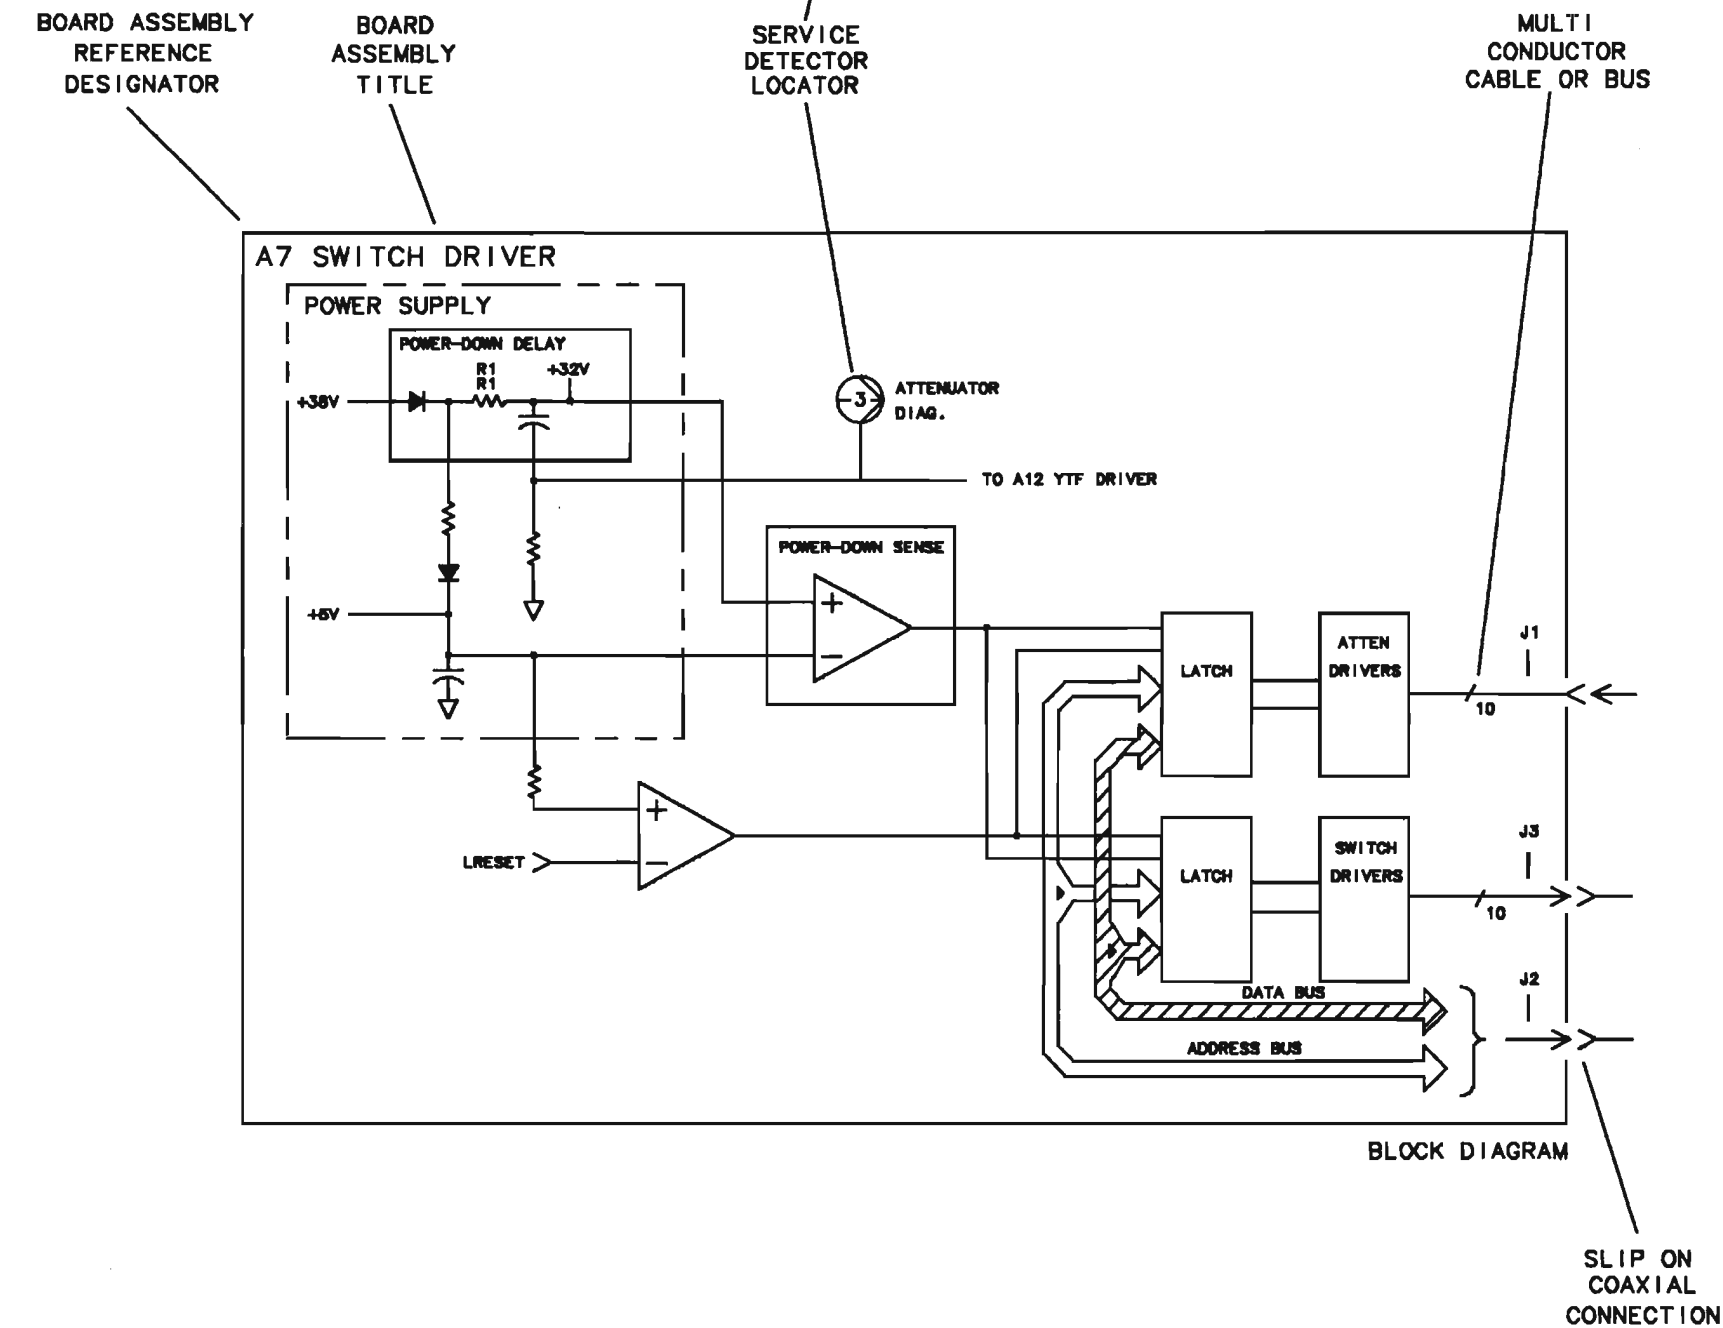 BOARD ASSEMBLY
REFERENCE
DESIGNATOR
BOARD
ASSEMBLY
TITLE
SERVICE
DETECTOR
LOCATOR
MULTI
CONDUCTOR
CABLE OR BUS
A7 SWITCH DRIVER
POWER SUPPLY
POWER-DOWN DELAY
R1
R1
+32V
+38V
3
ATTENUATOR
DIAG.
TO A12 YTF DRIVER
POWER-DOWN SENSE
+
−
+5V
LATCH
ATTEN
DRIVERS
J1
10
+
−
LRESET
LATCH
SWITCH
DRIVERS
J3
10
DATA BUS
J2
ADDRESS BUS
BLOCK DIAGRAM
SLIP ON
COAXIAL
CONNECTION